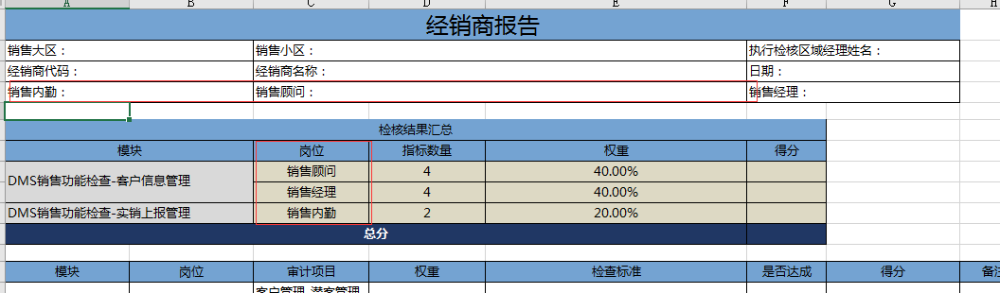 A B C D E F G H
经销商报告
销售大区： 销售小区： 执行检核区域经理姓名：
经销商代码： 经销商名称： 日期：
销售内勤： 销售顾问： 销售经理：
检核结果汇总
模块 岗位 指标数量 权重 得分
DMS销售功能检查-客户信息管理 销售顾问 4 40.00%
销售经理 4 40.00%
DMS销售功能检查-实销上报管理 销售内勤 2 20.00%
总分
模块 岗位 审计项目 权重 检查标准 是否达成 得分 备注
客户管理-潜客管理